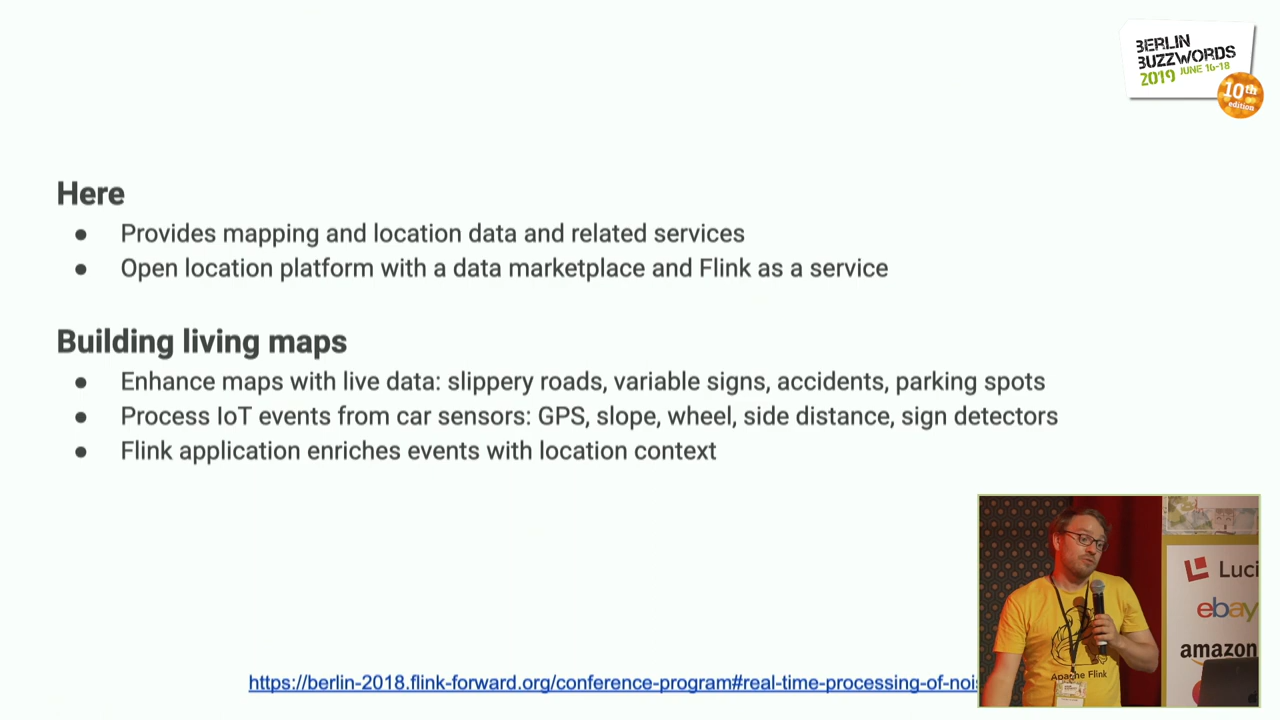 BERLIN
BUZZWORDS
2019 JUNE 16-18
10th
edition
Here
● Provides mapping and location data and related services
● Open location platform with a data marketplace and Flink as a service
Building living maps
● Enhance maps with live data: slippery roads, variable signs, accidents, parking spots
● Process IoT events from car sensors: GPS, slope, wheel, side distance, sign detectors
● Flink application enriches events with location context
https://berlin-2018.flink-forward.org/conference-program#real-time-processing-of-noi
Luci
ebay
amazon
Apache Flink